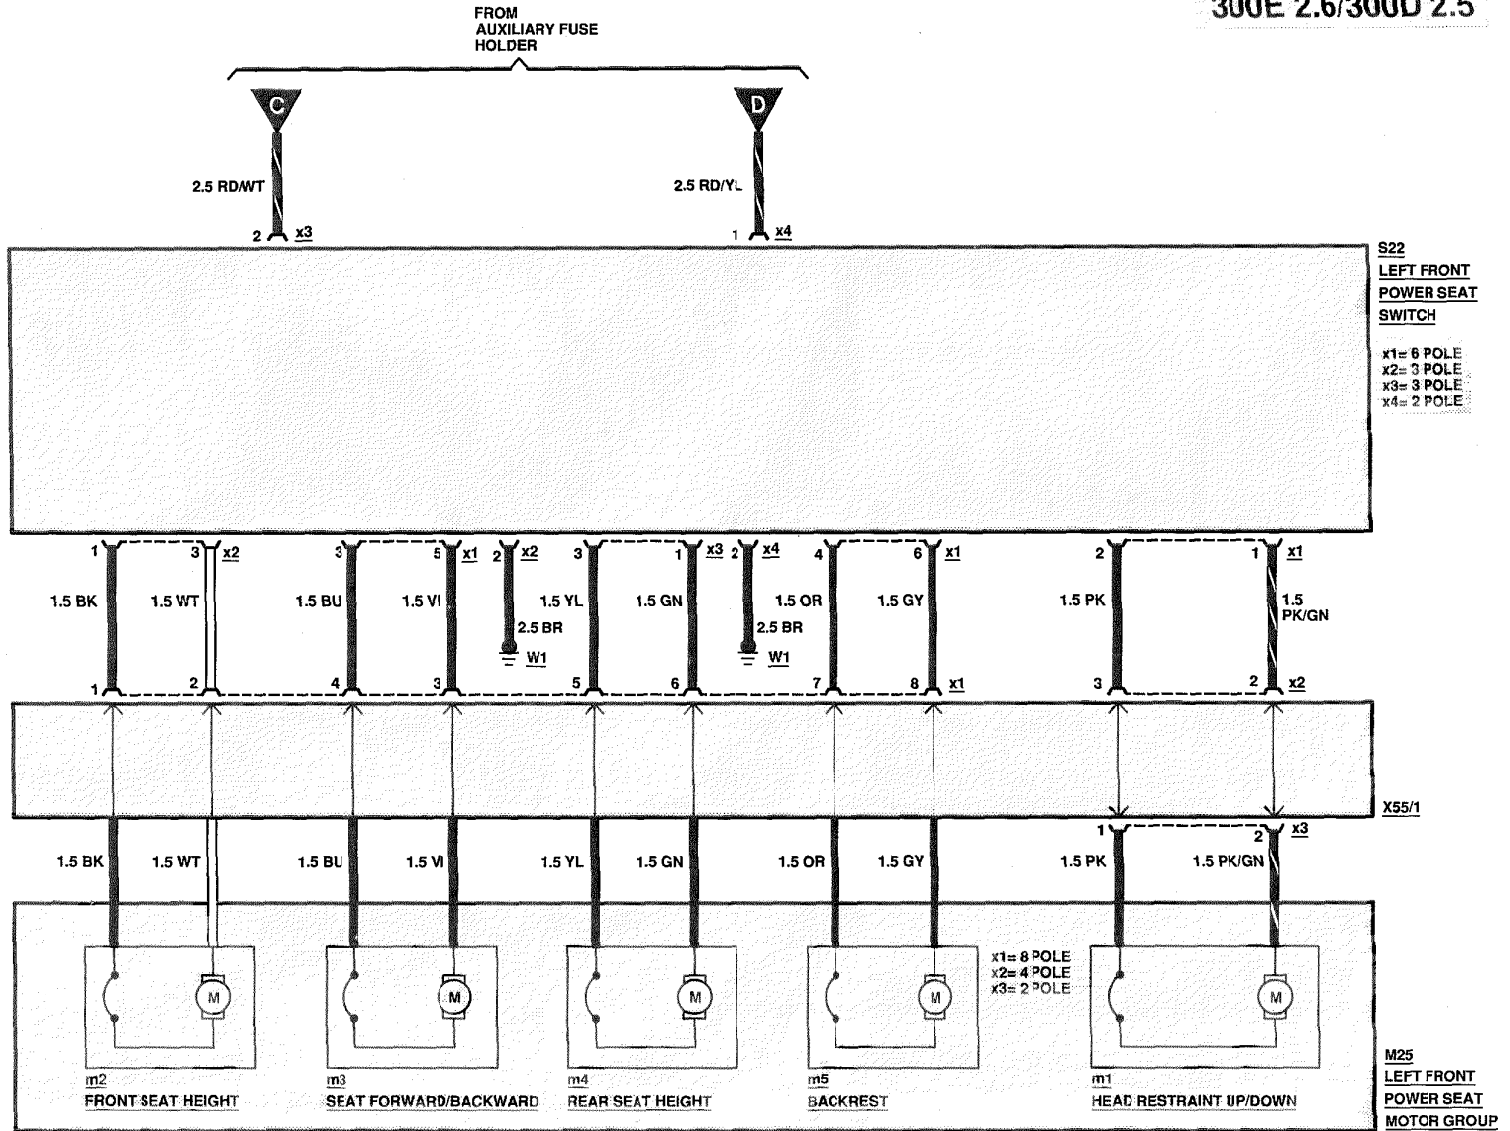 300E 2.6/300D 2.5
FROM
AUXILIARY FUSE
HOLDER
C
D
2.5 RD/WT
2.5 RD/YL
2 x3
1 x4
S22
LEFT FRONT
POWER SEAT
SWITCH
x1= 6 POLE
x2= 3 POLE
x3= 3 POLE
x4= 2 POLE
1 3 x2 3 5 x1 2 x2 3 1 x3 2 x4 4 6 x1 2 1 x1
1.5 BK 1.5 WT 1.5 BU 1.5 VI 1.5 YL 1.5 GN 1.5 OR 1.5 GY 1.5 PK 1.5
PK/GN
2.5 BR 2.5 BR
W1 W1
1 2 4 3 5 6 7 8 x1 3 2 x2
X55/1
1 2 x3
1.5 BK 1.5 WT 1.5 BU 1.5 VI 1.5 YL 1.5 GN 1.5 OR 1.5 GY 1.5 PK 1.5 PK/GN
x1= 8 POLE
x2= 4 POLE
x3= 2 POLE
M M M M M
m2 m3 m4 m5 m1
FRONT SEAT HEIGHT SEAT FORWARD/BACKWARD REAR SEAT HEIGHT BACKREST HEAD RESTRAINT UP/DOWN
M25
LEFT FRONT
POWER SEAT
MOTOR GROUP